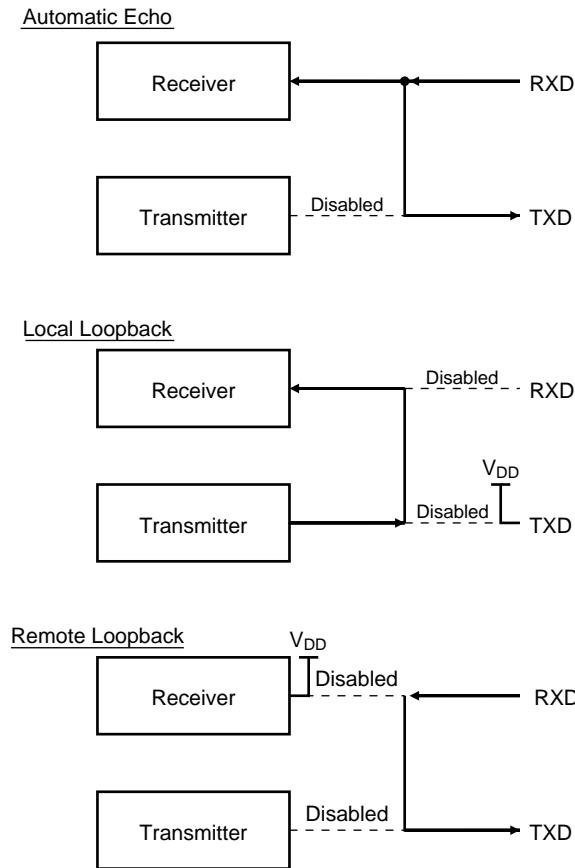 Automatic Echo
Receiver
RXD
Transmitter
Disabled
TXD
Local Loopback
Receiver
Disabled
RXD
VDD
Transmitter
Disabled
TXD
Remote Loopback
VDD
Receiver
Disabled
RXD
Transmitter
Disabled
TXD